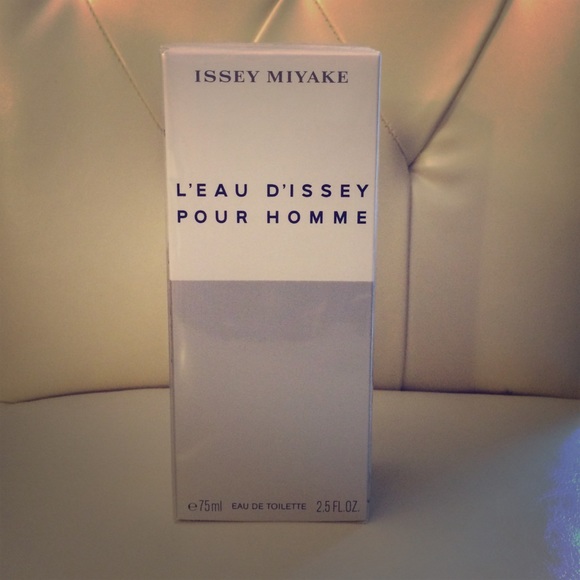 ISSEY MIYAKE
L'EAU D'ISSEY
POUR HOMME
℮75ml EAU DE TOILETTE 2.5 FL.OZ.